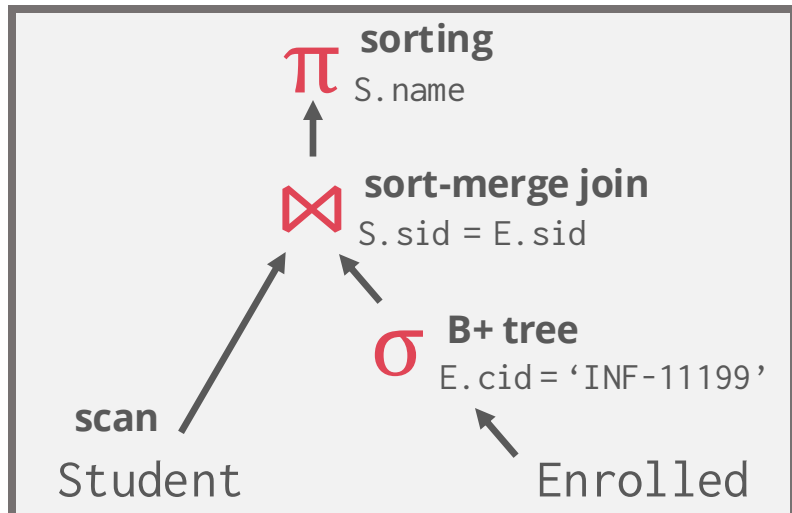 π sorting
S.name
⋈ sort-merge join
S.sid = E.sid
σ B+ tree
E.cid = ‘INF-11199’
scan
Student
Enrolled